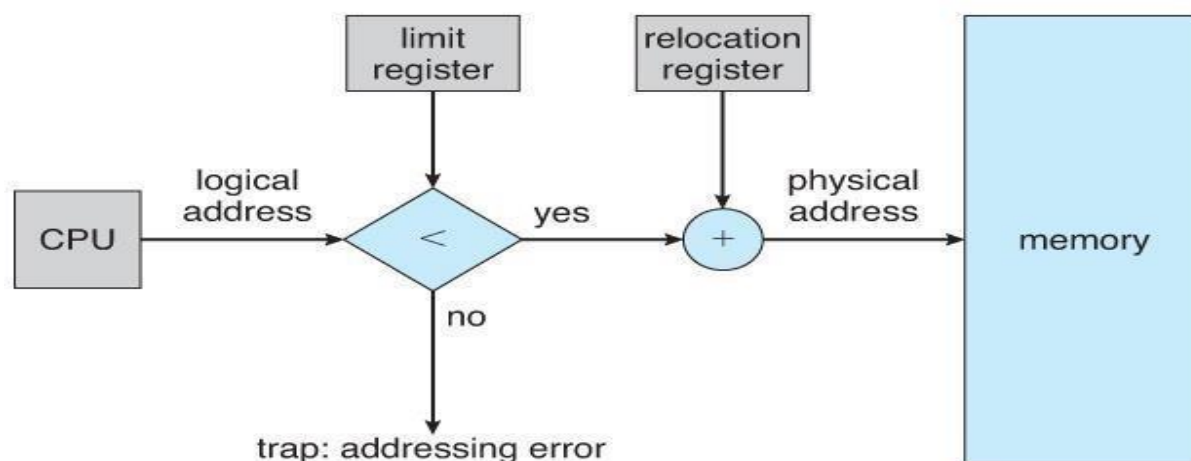 limit
register
relocation
register
logical
address
physical
address
CPU
<
yes
+
memory
no
trap: addressing error